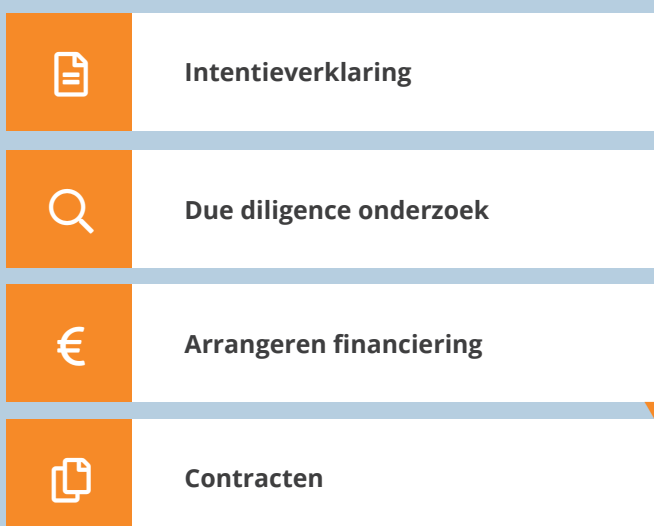 Intentieverklaring
Due diligence onderzoek
€
Arrangeren financiering
Contracten